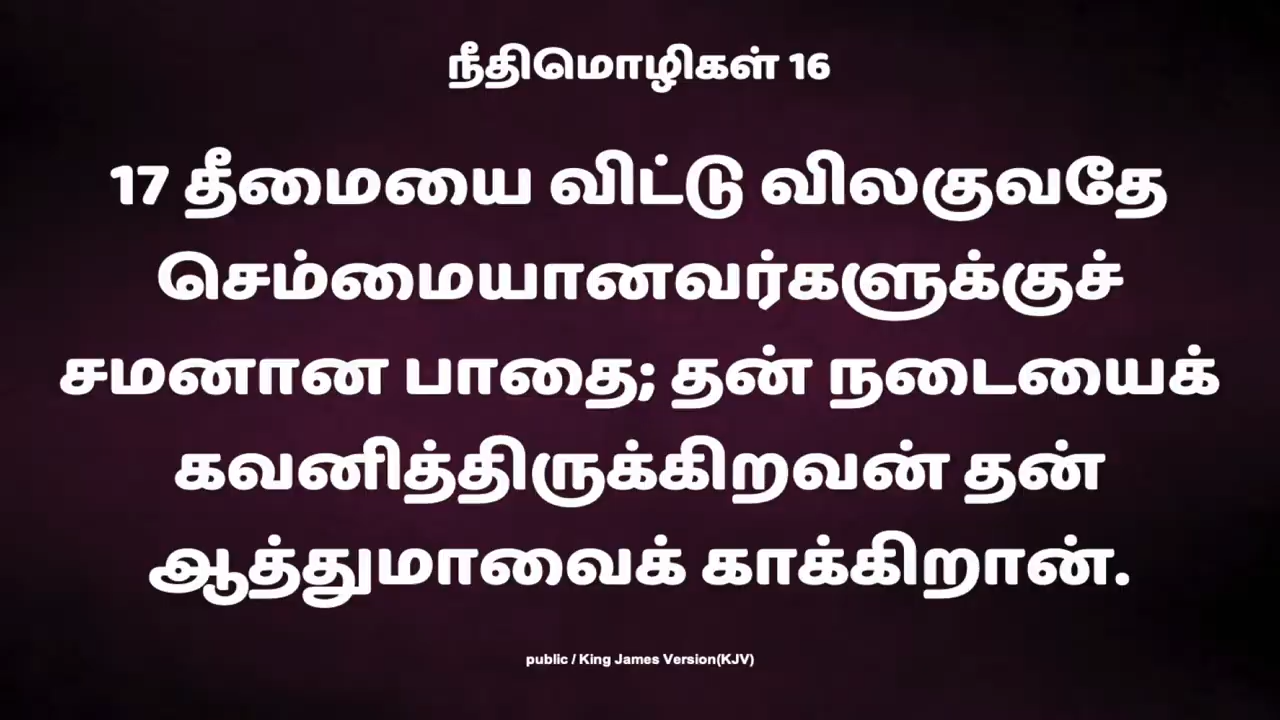 நீதிமொழிகள் 16
17 தீமையை விட்டு விலகுவதே
செம்மையானவர்களுக்குச்
சமனான பாதை; தன் நடையைக்
கவனித்திருக்கிறவன் தன்
ஆத்துமாவைக் காக்கிறான்.
public / King James Version(KJV)